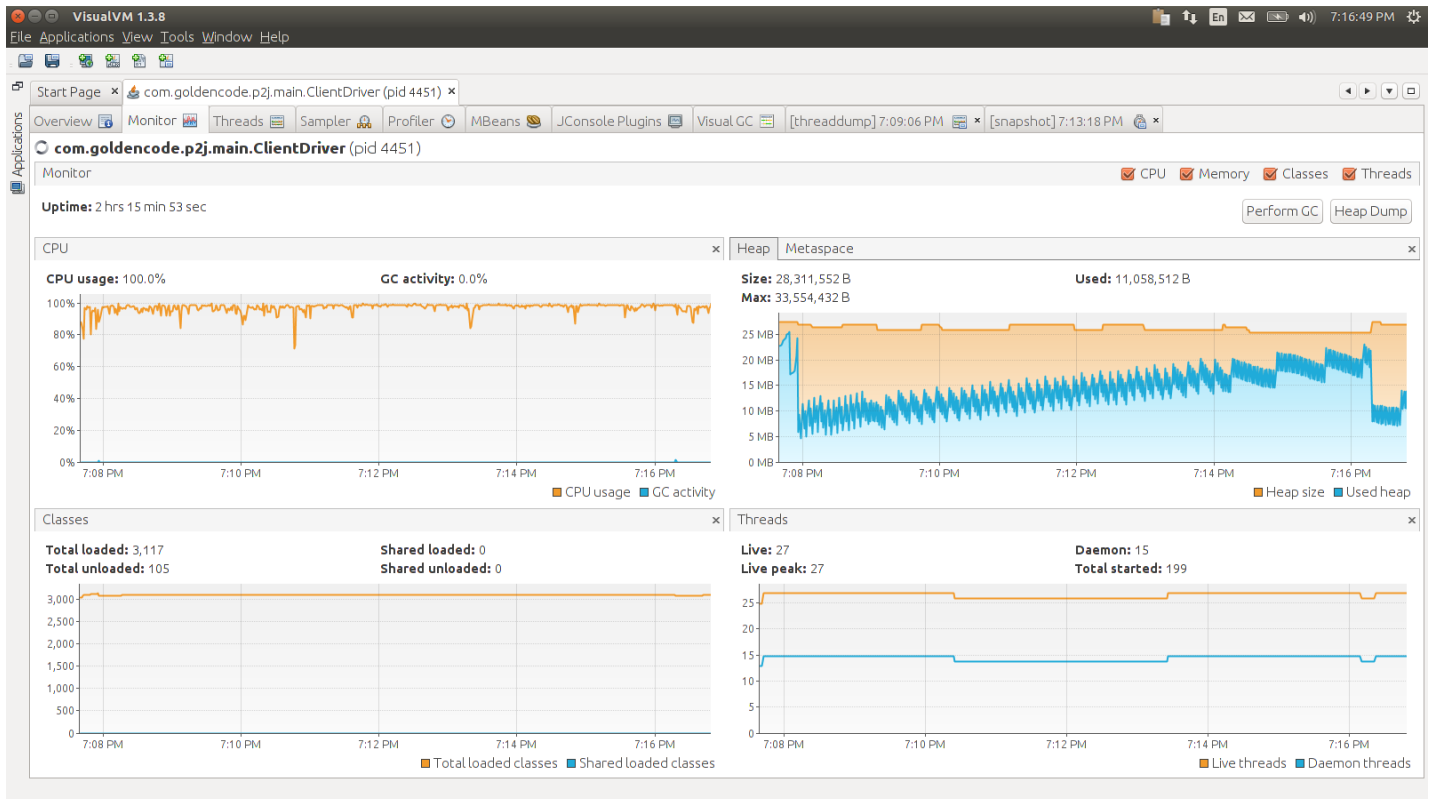 VisualVM 1.3.8
En
7:16:49 PM
File Applications View Tools Window Help
Start Page × com.goldencode.p2j.main.ClientDriver (pid 4451) ×
Applications
Overview Monitor Threads Sampler Profiler MBeans JConsole Plugins Visual GC [threaddump] 7:09:06 PM × [snapshot] 7:13:18 PM ×
com.goldencode.p2j.main.ClientDriver (pid 4451)
Monitor CPU Memory Classes Threads
Uptime: 2 hrs 15 min 53 sec
Perform GC Heap Dump
CPU ×
CPU usage: 100.0% GC activity: 0.0%
100%
80%
60%
40%
20%
0%
7:08 PM 7:10 PM 7:12 PM 7:14 PM 7:16 PM
CPU usage GC activity
Heap Metaspace ×
Size: 28,311,552 B Used: 11,058,512 B
Max: 33,554,432 B
25 MB
20 MB
15 MB
10 MB
5 MB
0 MB
7:08 PM 7:10 PM 7:12 PM 7:14 PM 7:16 PM
Heap size Used heap
Classes ×
Total loaded: 3,117 Shared loaded: 0
Total unloaded: 105 Shared unloaded: 0
3,000
2,500
2,000
1,500
1,000
500
0
7:08 PM 7:10 PM 7:12 PM 7:14 PM 7:16 PM
Total loaded classes Shared loaded classes
Threads ×
Live: 27 Daemon: 15
Live peak: 27 Total started: 199
25
20
15
10
5
0
7:08 PM 7:10 PM 7:12 PM 7:14 PM 7:16 PM
Live threads Daemon threads